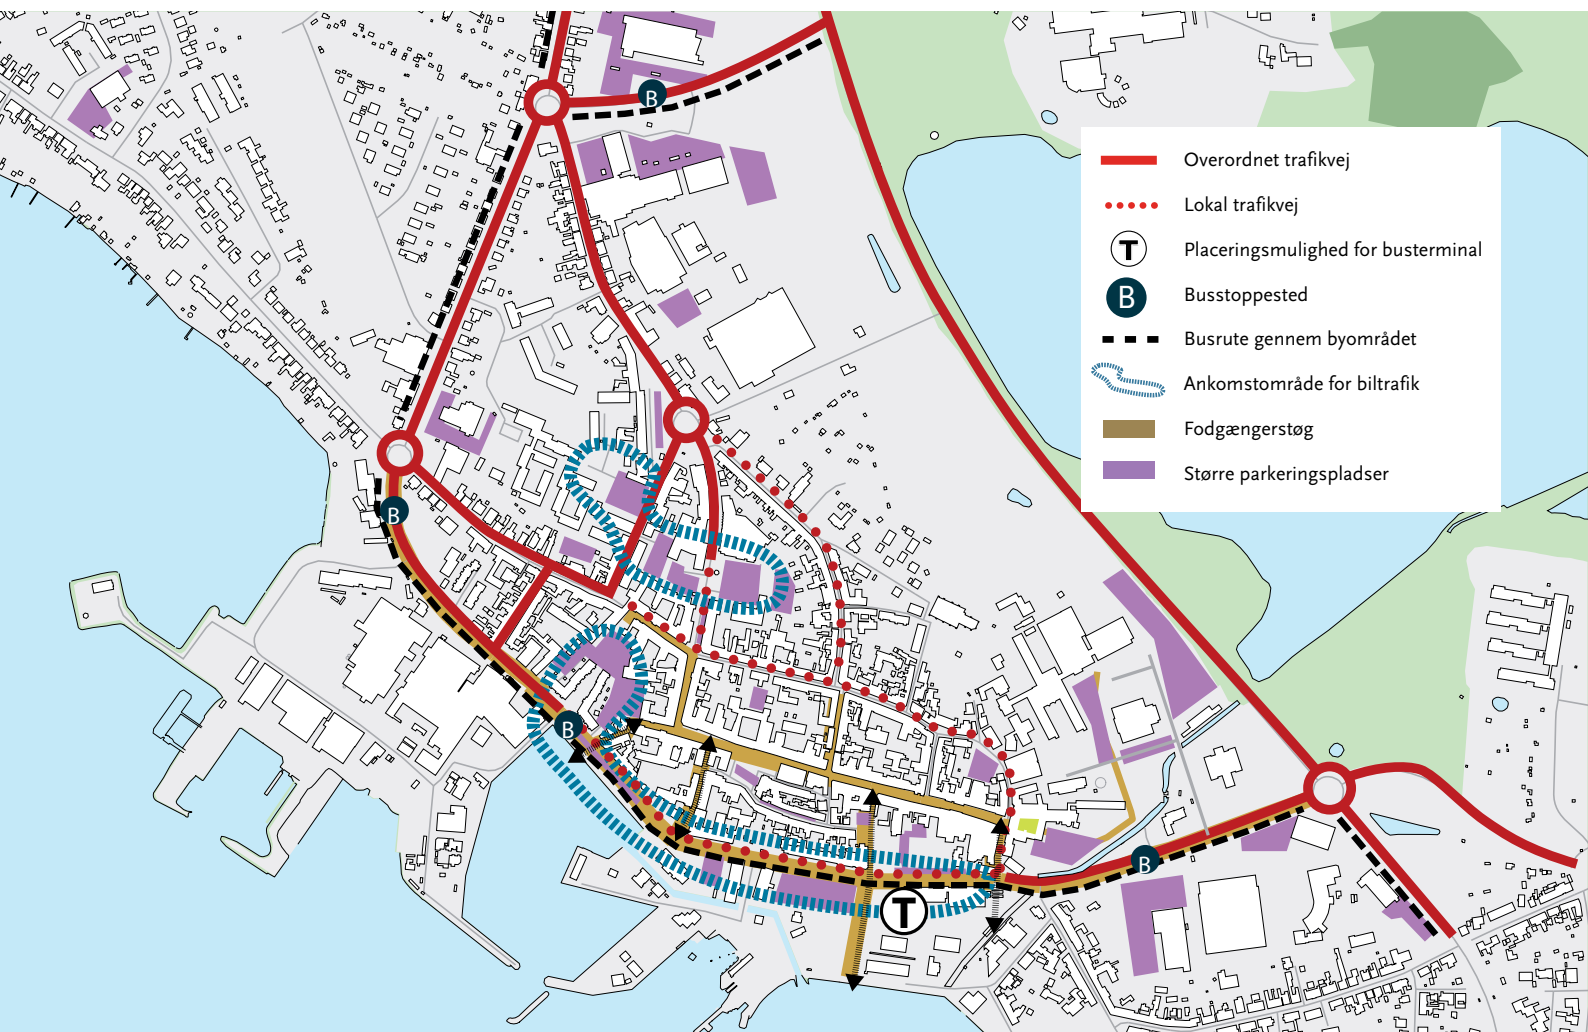 B
Overordnet trafikvej
Lokal trafikvej
T
Placeringsmulighed for busterminal
B
Busstoppested
Busrute gennem byområdet
Ankomstområde for biltrafik
Fodgængerstøg
Større parkeringspladser
B
B
B
T